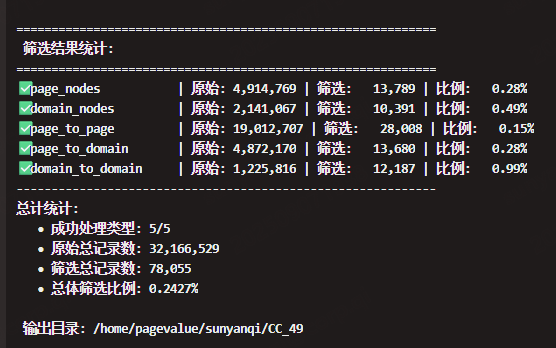 ============================================================
筛选结果统计:
============================================================
✅page_nodes | 原始: 4,914,769 | 筛选: 13,789 | 比例: 0.28%
✅domain_nodes | 原始: 2,141,067 | 筛选: 10,391 | 比例: 0.49%
✅page_to_page | 原始: 19,012,707 | 筛选: 28,008 | 比例: 0.15%
✅page_to_domain | 原始: 4,872,170 | 筛选: 13,680 | 比例: 0.28%
✅domain_to_domain | 原始: 1,225,816 | 筛选: 12,187 | 比例: 0.99%
------------------------------------------------------------
总计统计:
• 成功处理类型: 5/5
• 原始总记录数: 32,166,529
• 筛选总记录数: 78,055
• 总体筛选比例: 0.2427%
输出目录: /home/pagevalue/sunyanqi/CC_49